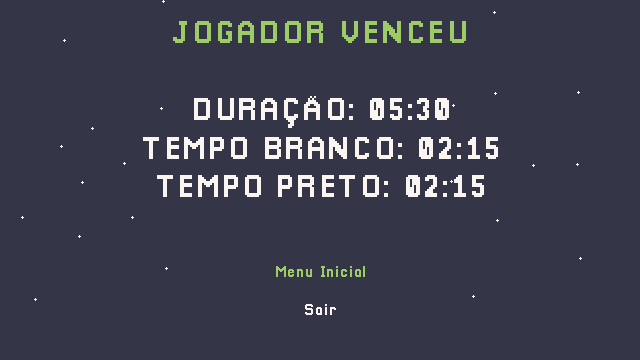 JOGADOR VENCEU
DURAÇÃO: 05:30
TEMPO BRANCO: 02:15
TEMPO PRETO: 02:15
Menu Inicial
Sair